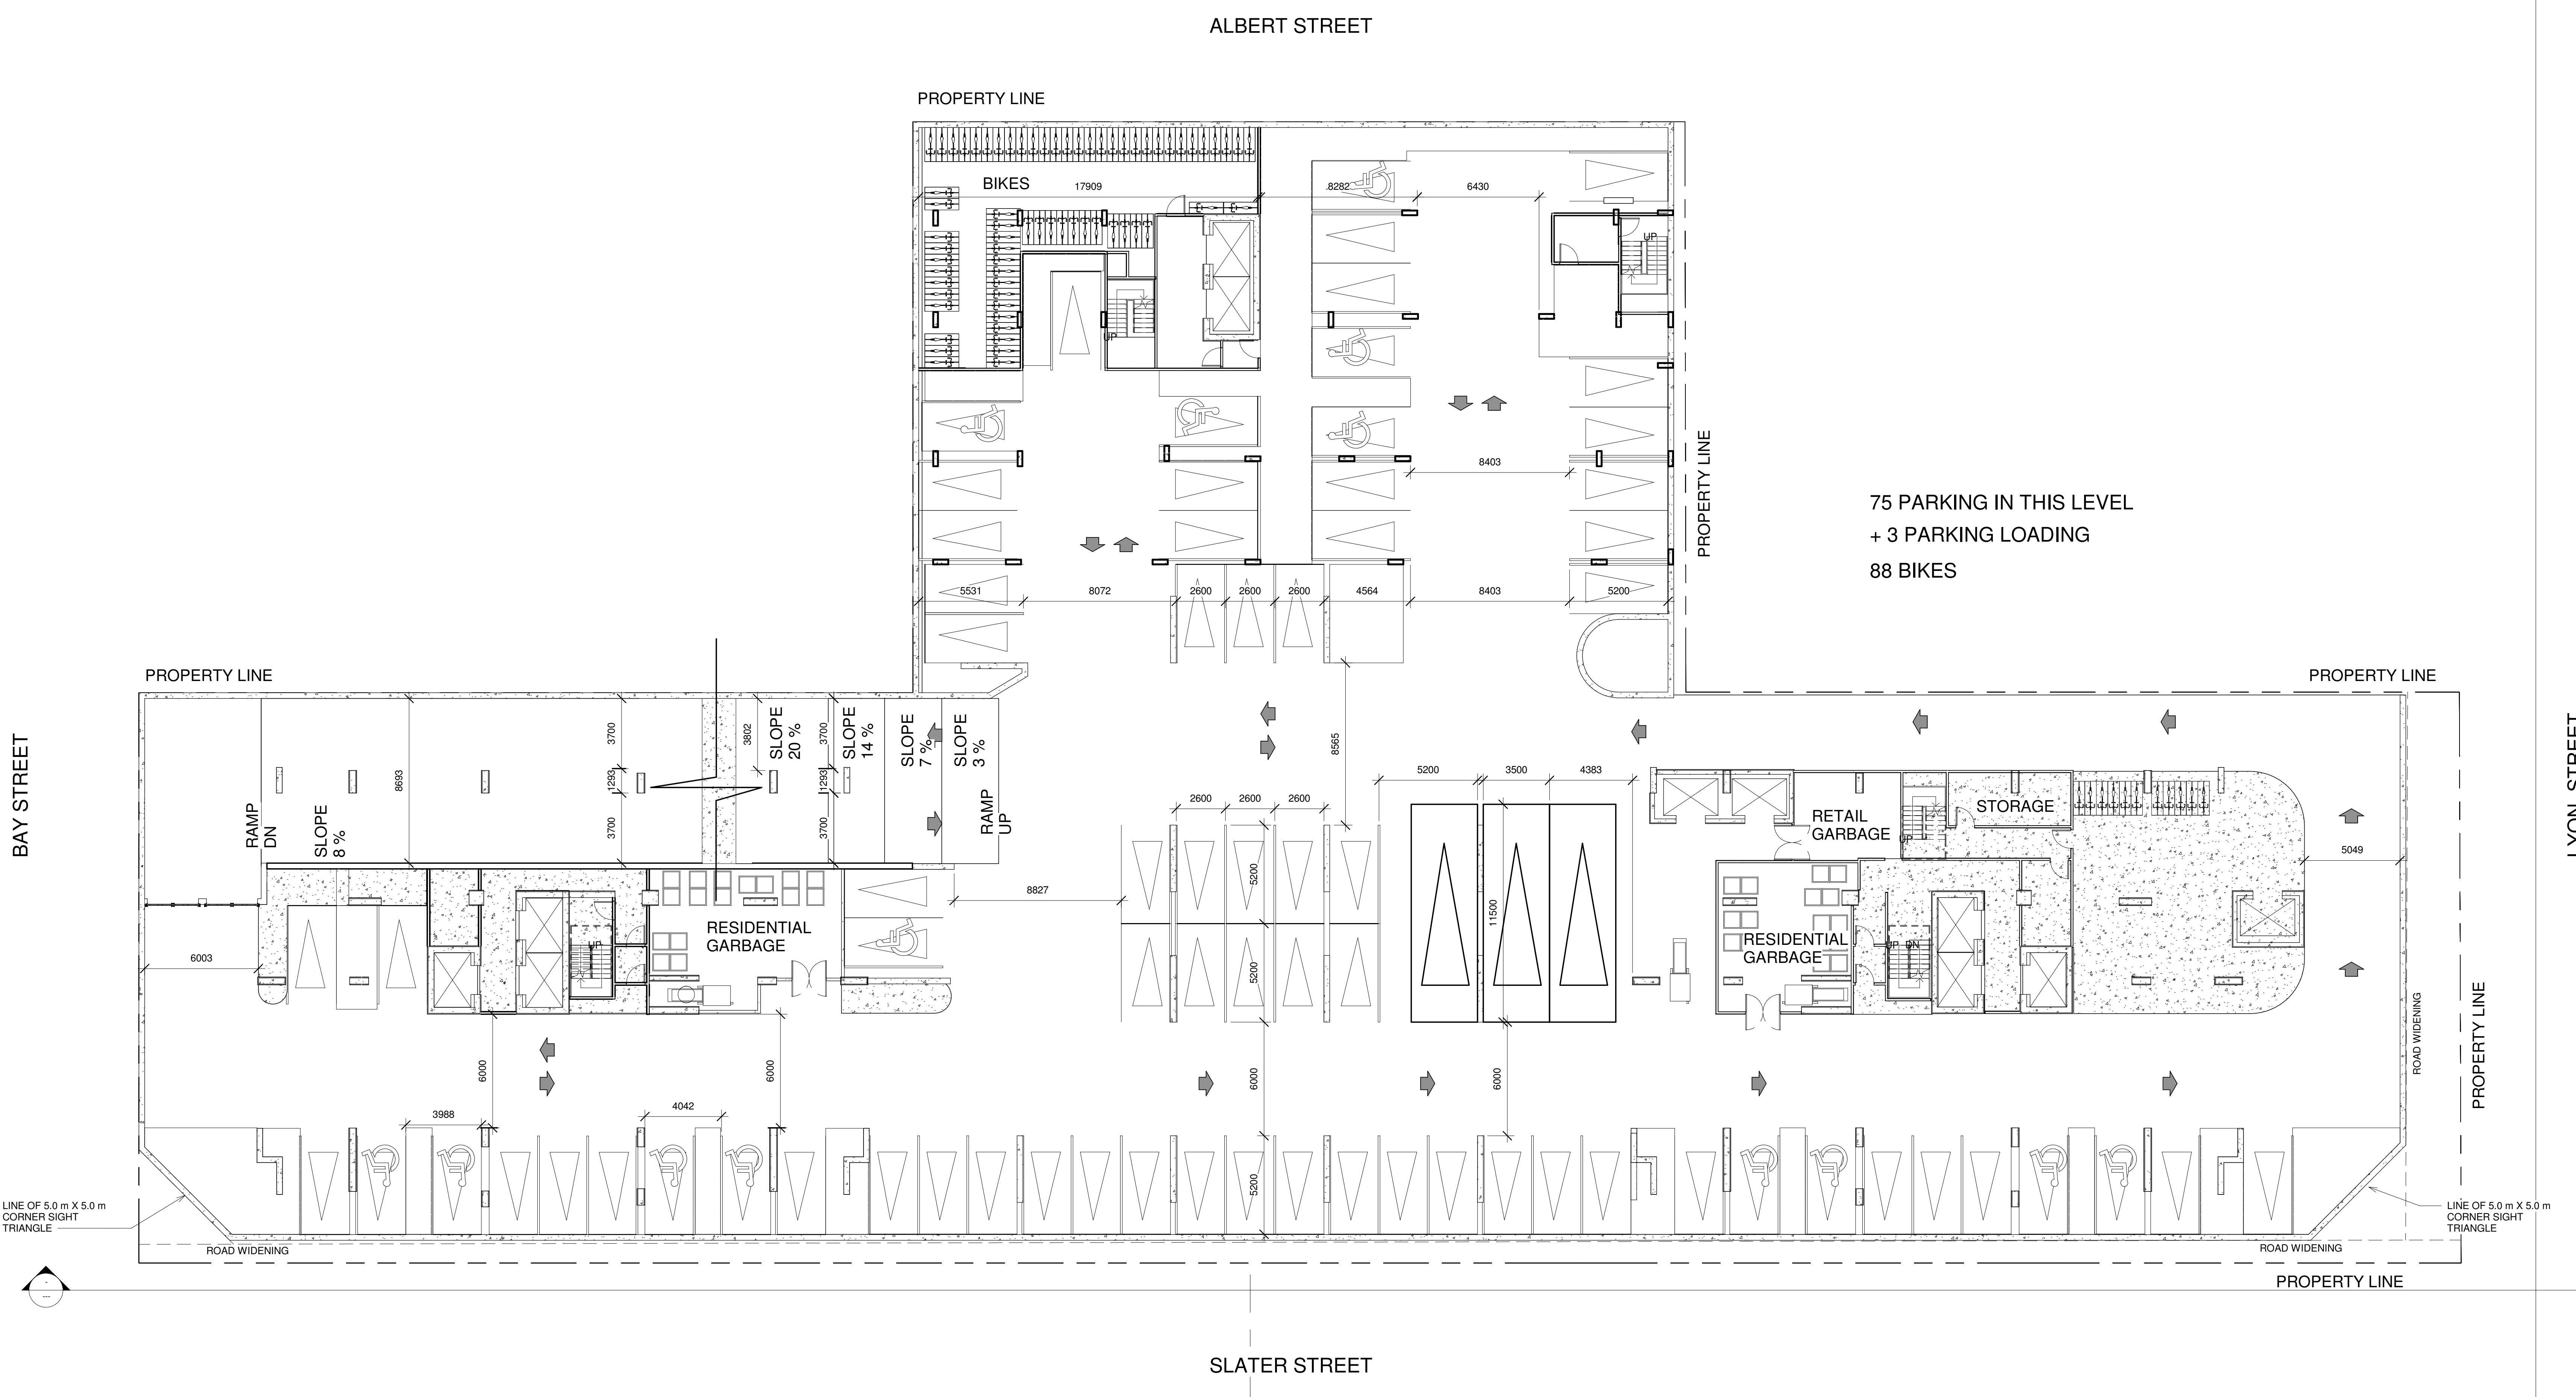 ALBERT STREET
PROPERTY LINE
BIKES
17909
8282
6430
UP
UP
8403
PROPERTY LINE
75 PARKING IN THIS LEVEL
+ 3 PARKING LOADING
88 BIKES
5531
8072
2600
2600
2600
4564
8403
5200
PROPERTY LINE
PROPERTY LINE
BAY STREET
LYON STREET
RAMP
DN
SLOPE
8 %
8693
3700
1293
3700
3802
SLOPE
20 %
3700
1293
3700
SLOPE
14 %
SLOPE
7 %
SLOPE
3 %
RAMP
UP
8565
5200
3500
4383
2600
2600
2600
RETAIL
GARBAGE
UP
STORAGE
5049
8827
5200
11500
RESIDENTIAL
GARBAGE
UP
RESIDENTIAL
GARBAGE
UP
DN
6003
5200
6000
6000
6000
6000
3988
4042
5200
ROAD WIDENING
PROPERTY LINE
LINE OF 5.0 m X 5.0 m
CORNER SIGHT
TRIANGLE
LINE OF 5.0 m X 5.0 m
CORNER SIGHT
TRIANGLE
ROAD WIDENING
ROAD WIDENING
PROPERTY LINE
-
---
SLATER STREET